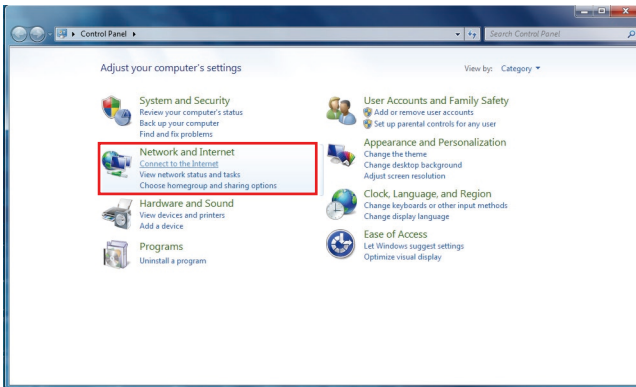 Control Panel
Search Control Panel
Adjust your computer's settings
View by: Category
System and Security
Review your computer's status
Back up your computer
Find and fix problems
Network and Internet
Connect to the Internet
View network status and tasks
Choose homegroup and sharing options
Hardware and Sound
View devices and printers
Add a device
Programs
Uninstall a program
User Accounts and Family Safety
Add or remove user accounts
Set up parental controls for any user
Appearance and Personalization
Change the theme
Change desktop background
Adjust screen resolution
Clock, Language, and Region
Change keyboards or other input methods
Change display language
Ease of Access
Let Windows suggest settings
Optimize visual display